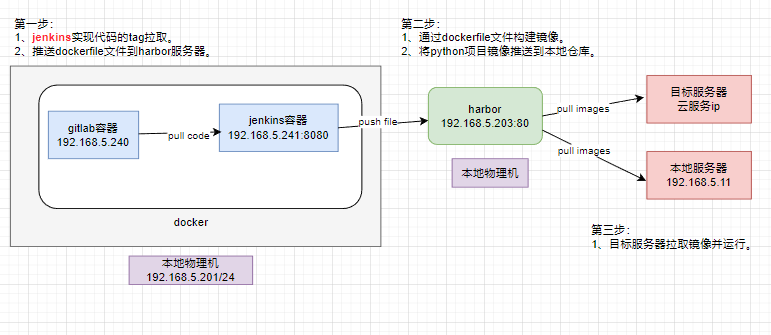 第一步：
1、jenkins实现代码的tag拉取。
2、推送dockerfile文件到harbor服务器。
第二步：
1、通过dockerfile文件构建镜像。
2、将python项目镜像推送到本地仓库。
gitlab容器
192.168.5.240
pull code
jenkins容器
192.168.5.241:8080
push file
harbor
192.168.5.203:80
pull images
目标服务器
云服务ip
pull images
本地服务器
192.168.5.11
本地物理机
docker
本地物理机
192.168.5.201/24
第三步：
1、目标服务器拉取镜像并运行。